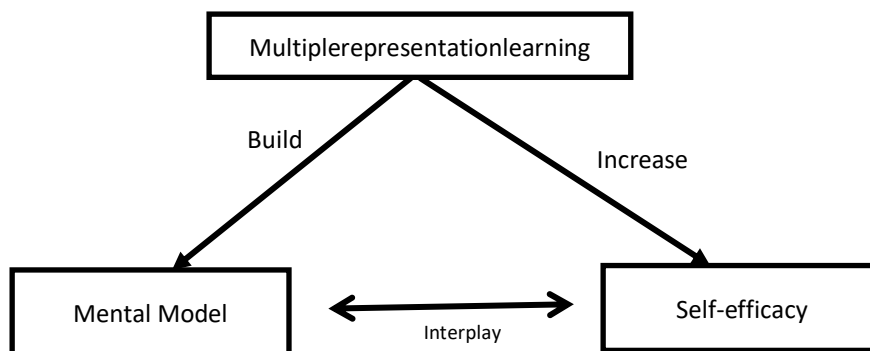 Multiplerepresentationlearning
Build
Increase
Mental Model
Interplay
Self-efficacy